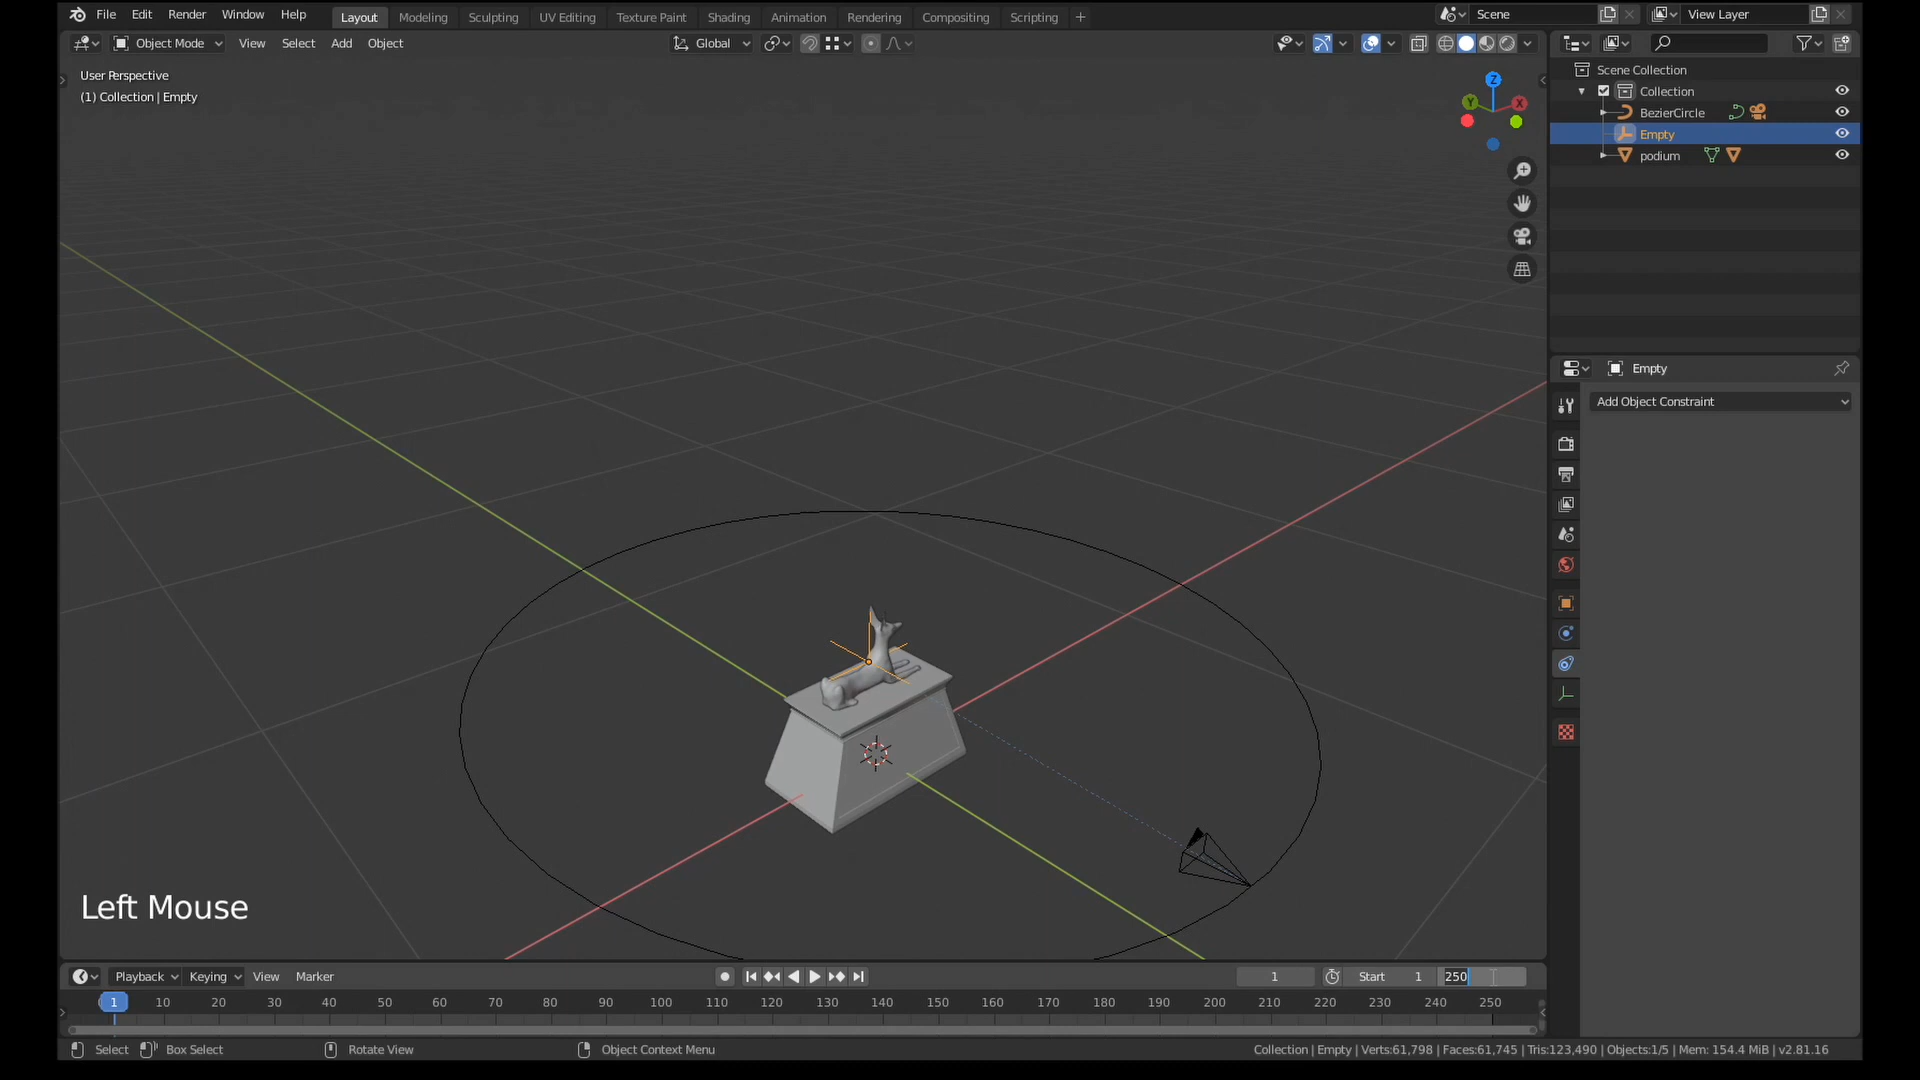 File Edit Render Window Help Layout Modeling Sculpting UV Editing Texture Paint Shading Animation Rendering Compositing Scripting + Scene View Layer
Object Mode View Select Add Object Global
User Perspective
(1) Collection | Empty
Z
Y
X
Scene Collection
Collection
BezierCircle
Empty
podium
Empty
Add Object Constraint
Left Mouse
Playback Keying View Marker 1 Start 1 250
1 10 20 30 40 50 60 70 80 90 100 110 120 130 140 150 160 170 180 190 200 210 220 230 240 250
Select Box Select Rotate View Object Context Menu Collection | Empty | Verts:61,798 | Faces:61,745 | Tris:123,490 | Objects:1/5 | Mem: 154.4 MiB | v2.81.16